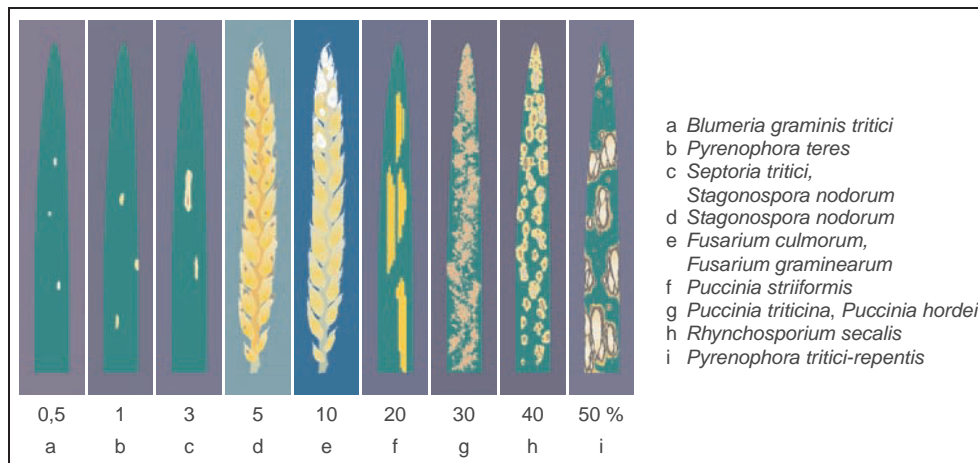 a Blumeria graminis tritici
b Pyrenophora teres
c Septoria tritici,
Stagonospora nodorum
d Stagonospora nodorum
e Fusarium culmorum,
Fusarium graminearum
f Puccinia striiformis
g Puccinia triticina, Puccinia hordei
h Rhynchosporium secalis
i Pyrenophora tritici-repentis
0,5 1 3 5 10 20 30 40 50 %
a b c d e f g h i